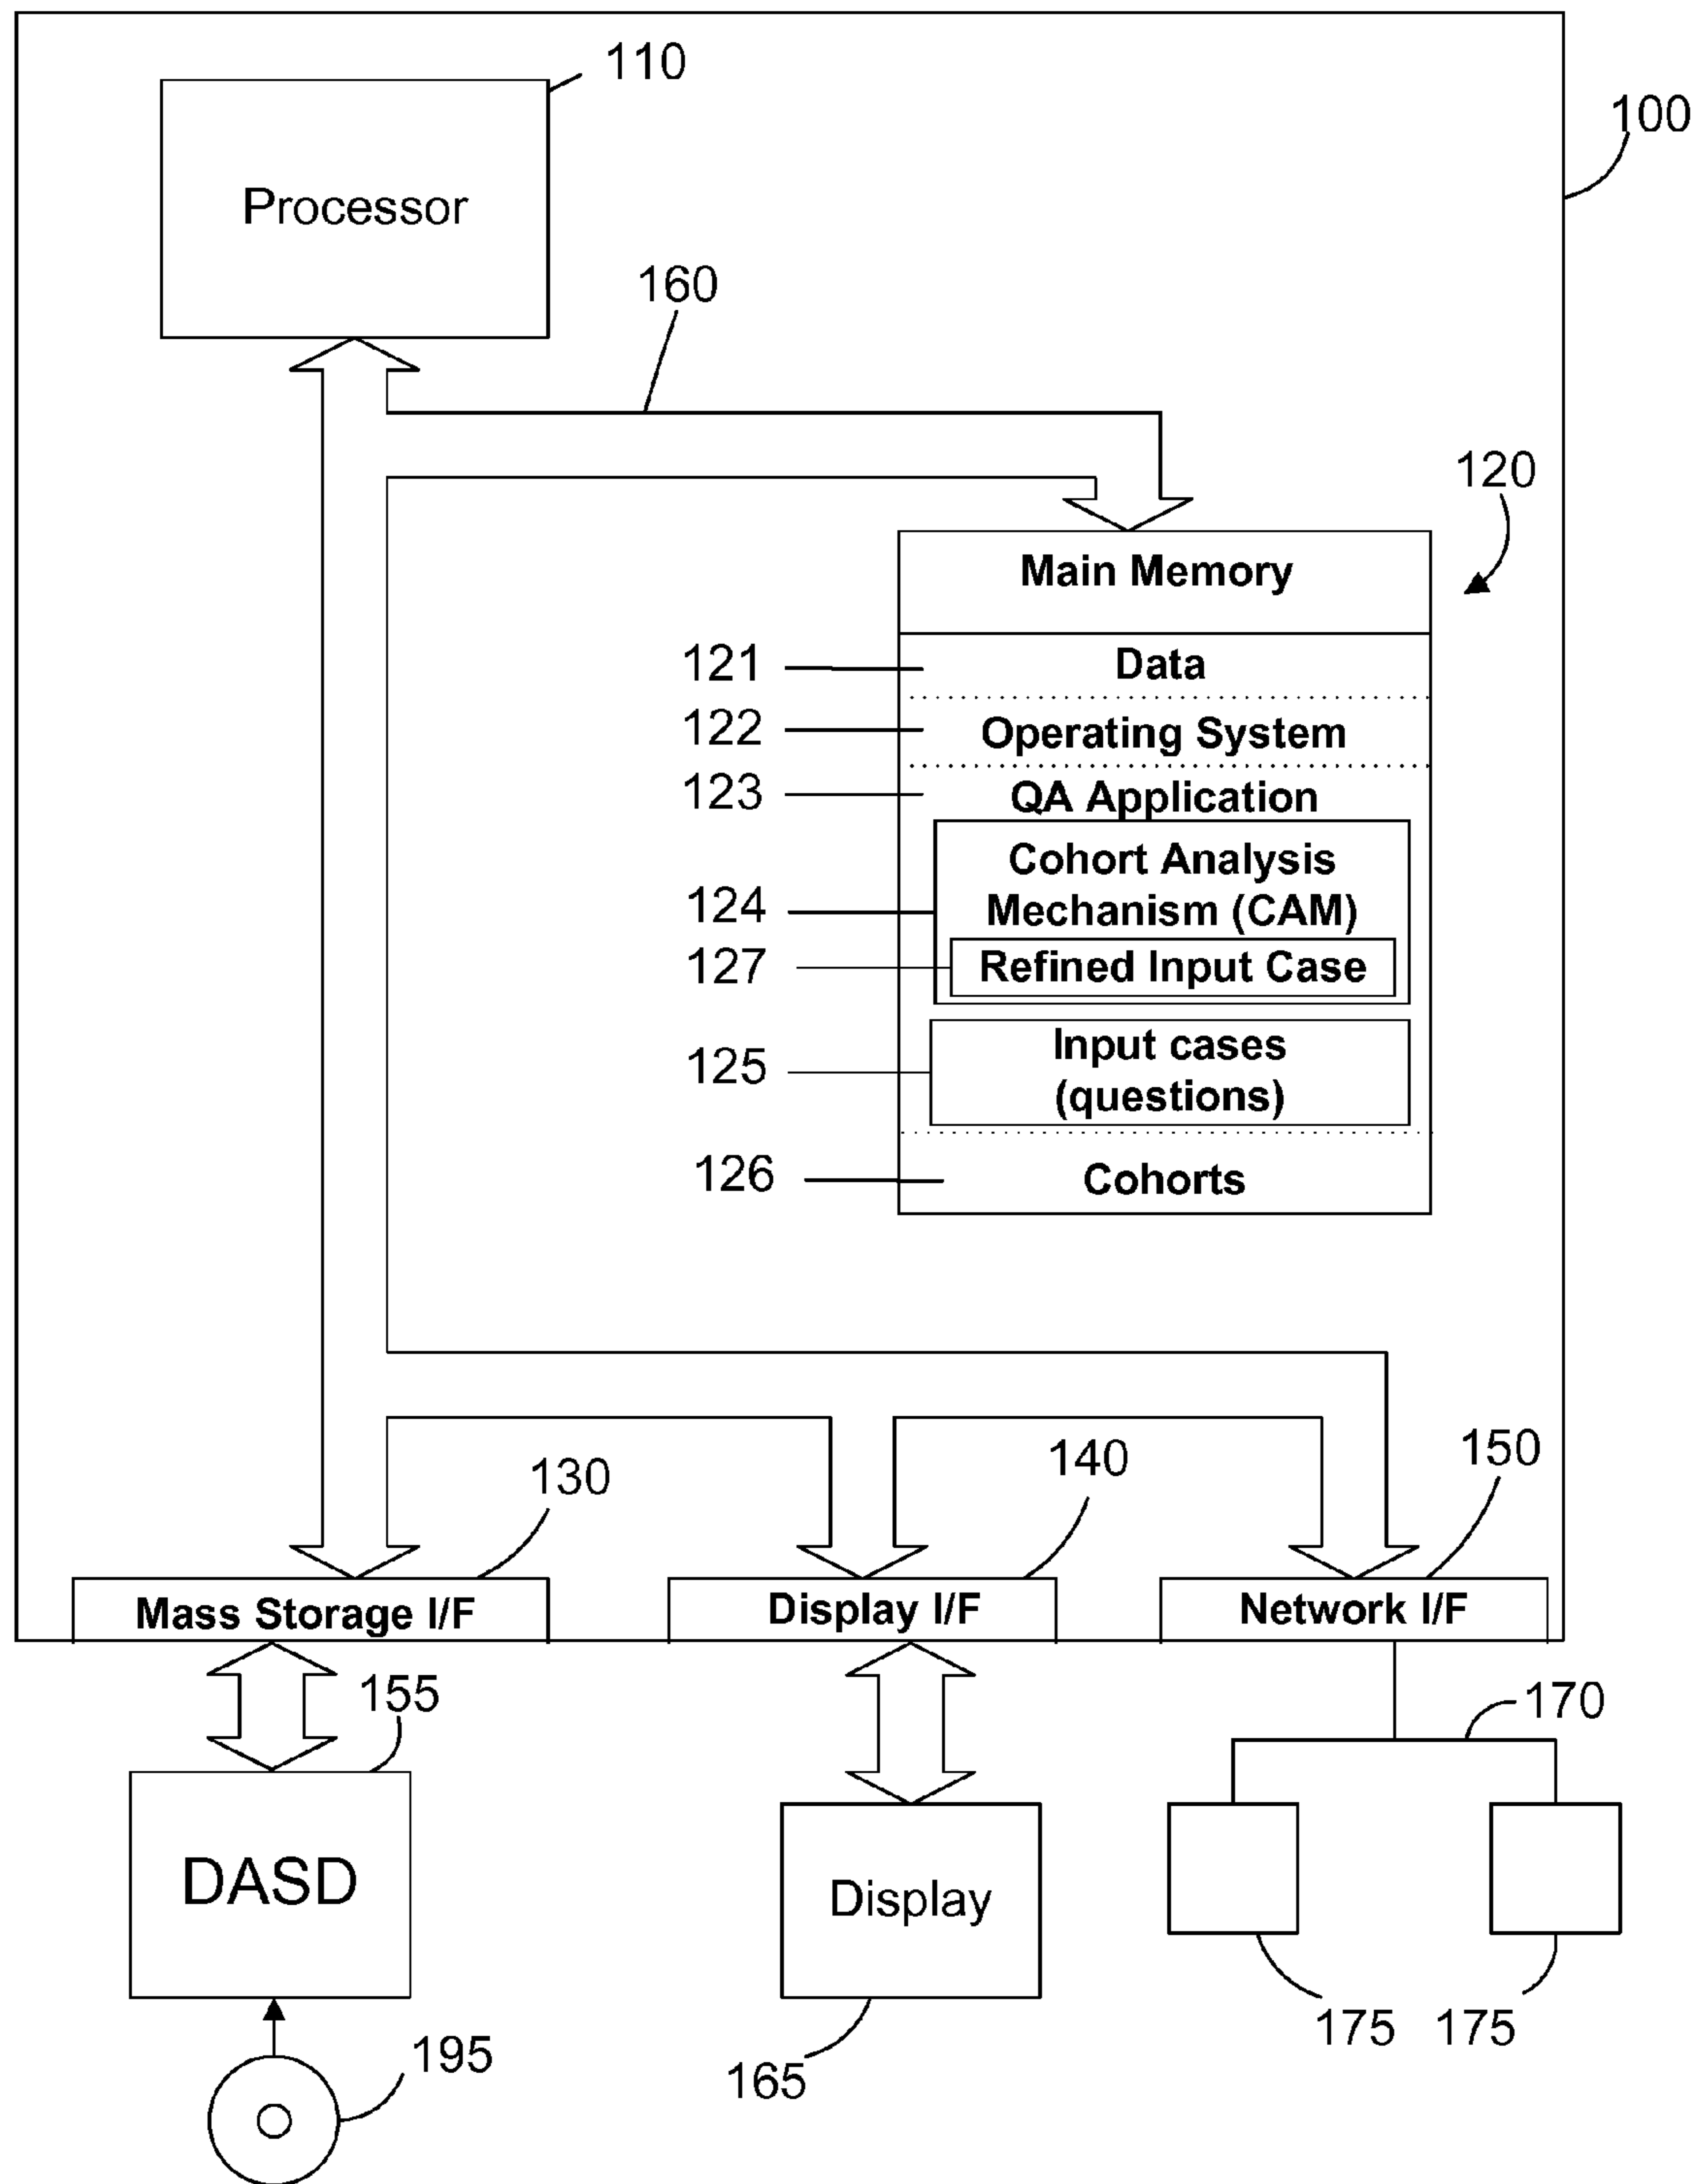 110
100
Processor
160
120
Main Memory
121
Data
122
Operating System
123
QA Application
Cohort Analysis
124
Mechanism (CAM)
127
Refined Input Case
Input cases
125
(questions)
126
Cohorts
130
140
150
Mass Storage I/F
Display I/F
Network I/F
155
170
DASD
Display
195
165
175
175